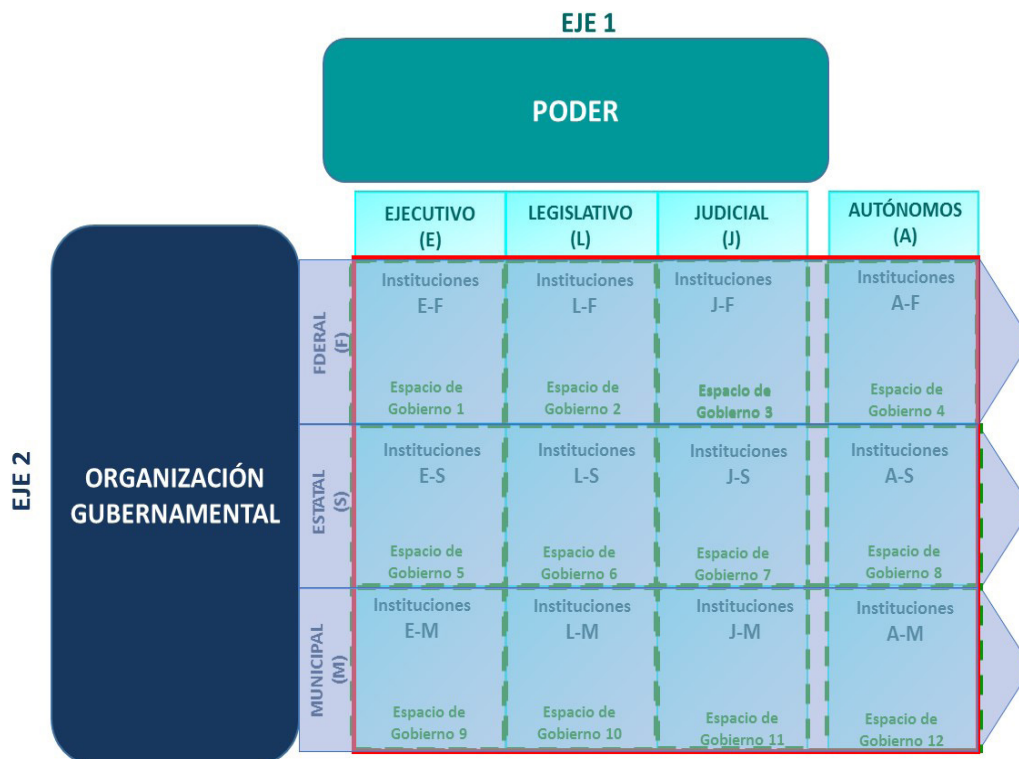 EJE 1
PODER
EJECUTIVO
(E)
LEGISLATIVO
(L)
JUDICIAL
(J)
AUTÓNOMOS
(A)
EJE 2
ORGANIZACIÓN
GUBERNAMENTAL
FDERAL
(F)
Instituciones
E-F
Espacio de
Gobierno 1
Instituciones
L-F
Espacio de
Gobierno 2
Instituciones
J-F
Espacio de
Gobierno 3
Instituciones
A-F
Espacio de
Gobierno 4
ESTATAL
(S)
Instituciones
E-S
Espacio de
Gobierno 5
Instituciones
L-S
Espacio de
Gobierno 6
Instituciones
J-S
Espacio de
Gobierno 7
Instituciones
A-S
Espacio de
Gobierno 8
MUNICIPAL
(M)
Instituciones
E-M
Espacio de
Gobierno 9
Instituciones
L-M
Espacio de
Gobierno 10
Instituciones
J-M
Espacio de
Gobierno 11
Instituciones
A-M
Espacio de
Gobierno 12